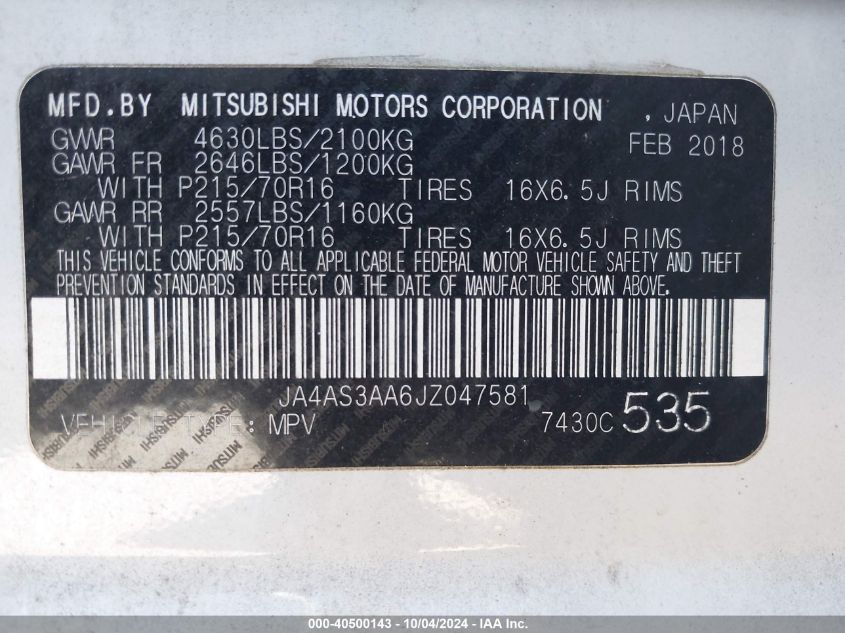 MFD.BY MITSUBISHI MOTORS CORPORATION , JAPAN
GVWR 4630LBS/2100KG FEB 2018
GAWR FR 2646LBS/1200KG
WITH P215/70R16 TIRES 16X6.5J RIMS
GAWR RR 2557LBS/1160KG
WITH P215/70R16 TIRES 16X6.5J RIMS
THIS VEHICLE CONFORMS TO ALL APPLICABLE FEDERAL MOTOR VEHICLE SAFETY AND THEFT
PREVENTION STANDARDS IN EFFECT ON THE DATE OF MANUFACTURE SHOWN ABOVE.
JA4AS3AA6JZ047581
VEHICLE TYPE: MPV 7430C 535
000-40500143 - 10/04/2024 - IAA Inc.